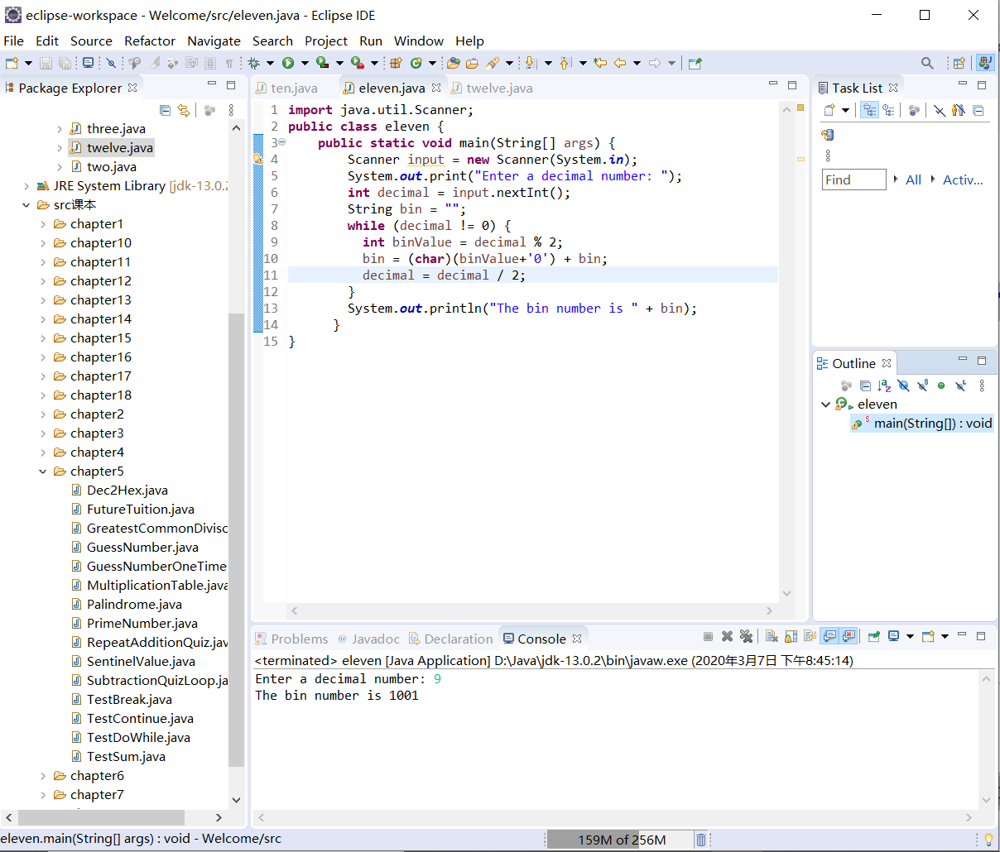 eclipse-workspace - Welcome/src/eleven.java - Eclipse IDE
File Edit Source Refactor Navigate Search Project Run Window Help
Package Explorer
three.java
twelve.java
two.java
JRE System Library [jdk-13.0.2
src课本
chapter1
chapter10
chapter11
chapter12
chapter13
chapter14
chapter15
chapter16
chapter17
chapter18
chapter2
chapter3
chapter4
chapter5
Dec2Hex.java
FutureTuition.java
GreatestCommonDivisc
GuessNumber.java
GuessNumberOneTime
MultiplicationTable.java
Palindrome.java
PrimeNumber.java
RepeatAdditionQuiz.jav
SentinelValue.java
SubtractionQuizLoop.ja
TestBreak.java
TestContinue.java
TestDoWhile.java
TestSum.java
chapter6
chapter7
ten.java eleven.java twelve.java
1 import java.util.Scanner;
2 public class eleven {
3 public static void main(String[] args) {
4 Scanner input = new Scanner(System.in);
5 System.out.print("Enter a decimal number: ");
6 int decimal = input.nextInt();
7 String bin = "";
8 while (decimal != 0) {
9 int binValue = decimal % 2;
10 bin = (char)(binValue+'0') + bin;
11 decimal = decimal / 2;
12 }
13 System.out.println("The bin number is " + bin);
14 }
15 }
Task List
Find All Activ...
Outline
eleven
main(String[]) : void
Problems Javadoc Declaration Console
<terminated> eleven [Java Application] D:\Java\jdk-13.0.2\bin\javaw.exe (2020年3月7日 下午8:45:14)
Enter a decimal number: 9
The bin number is 1001
eleven.main(String[] args) : void - Welcome/src
159M of 256M